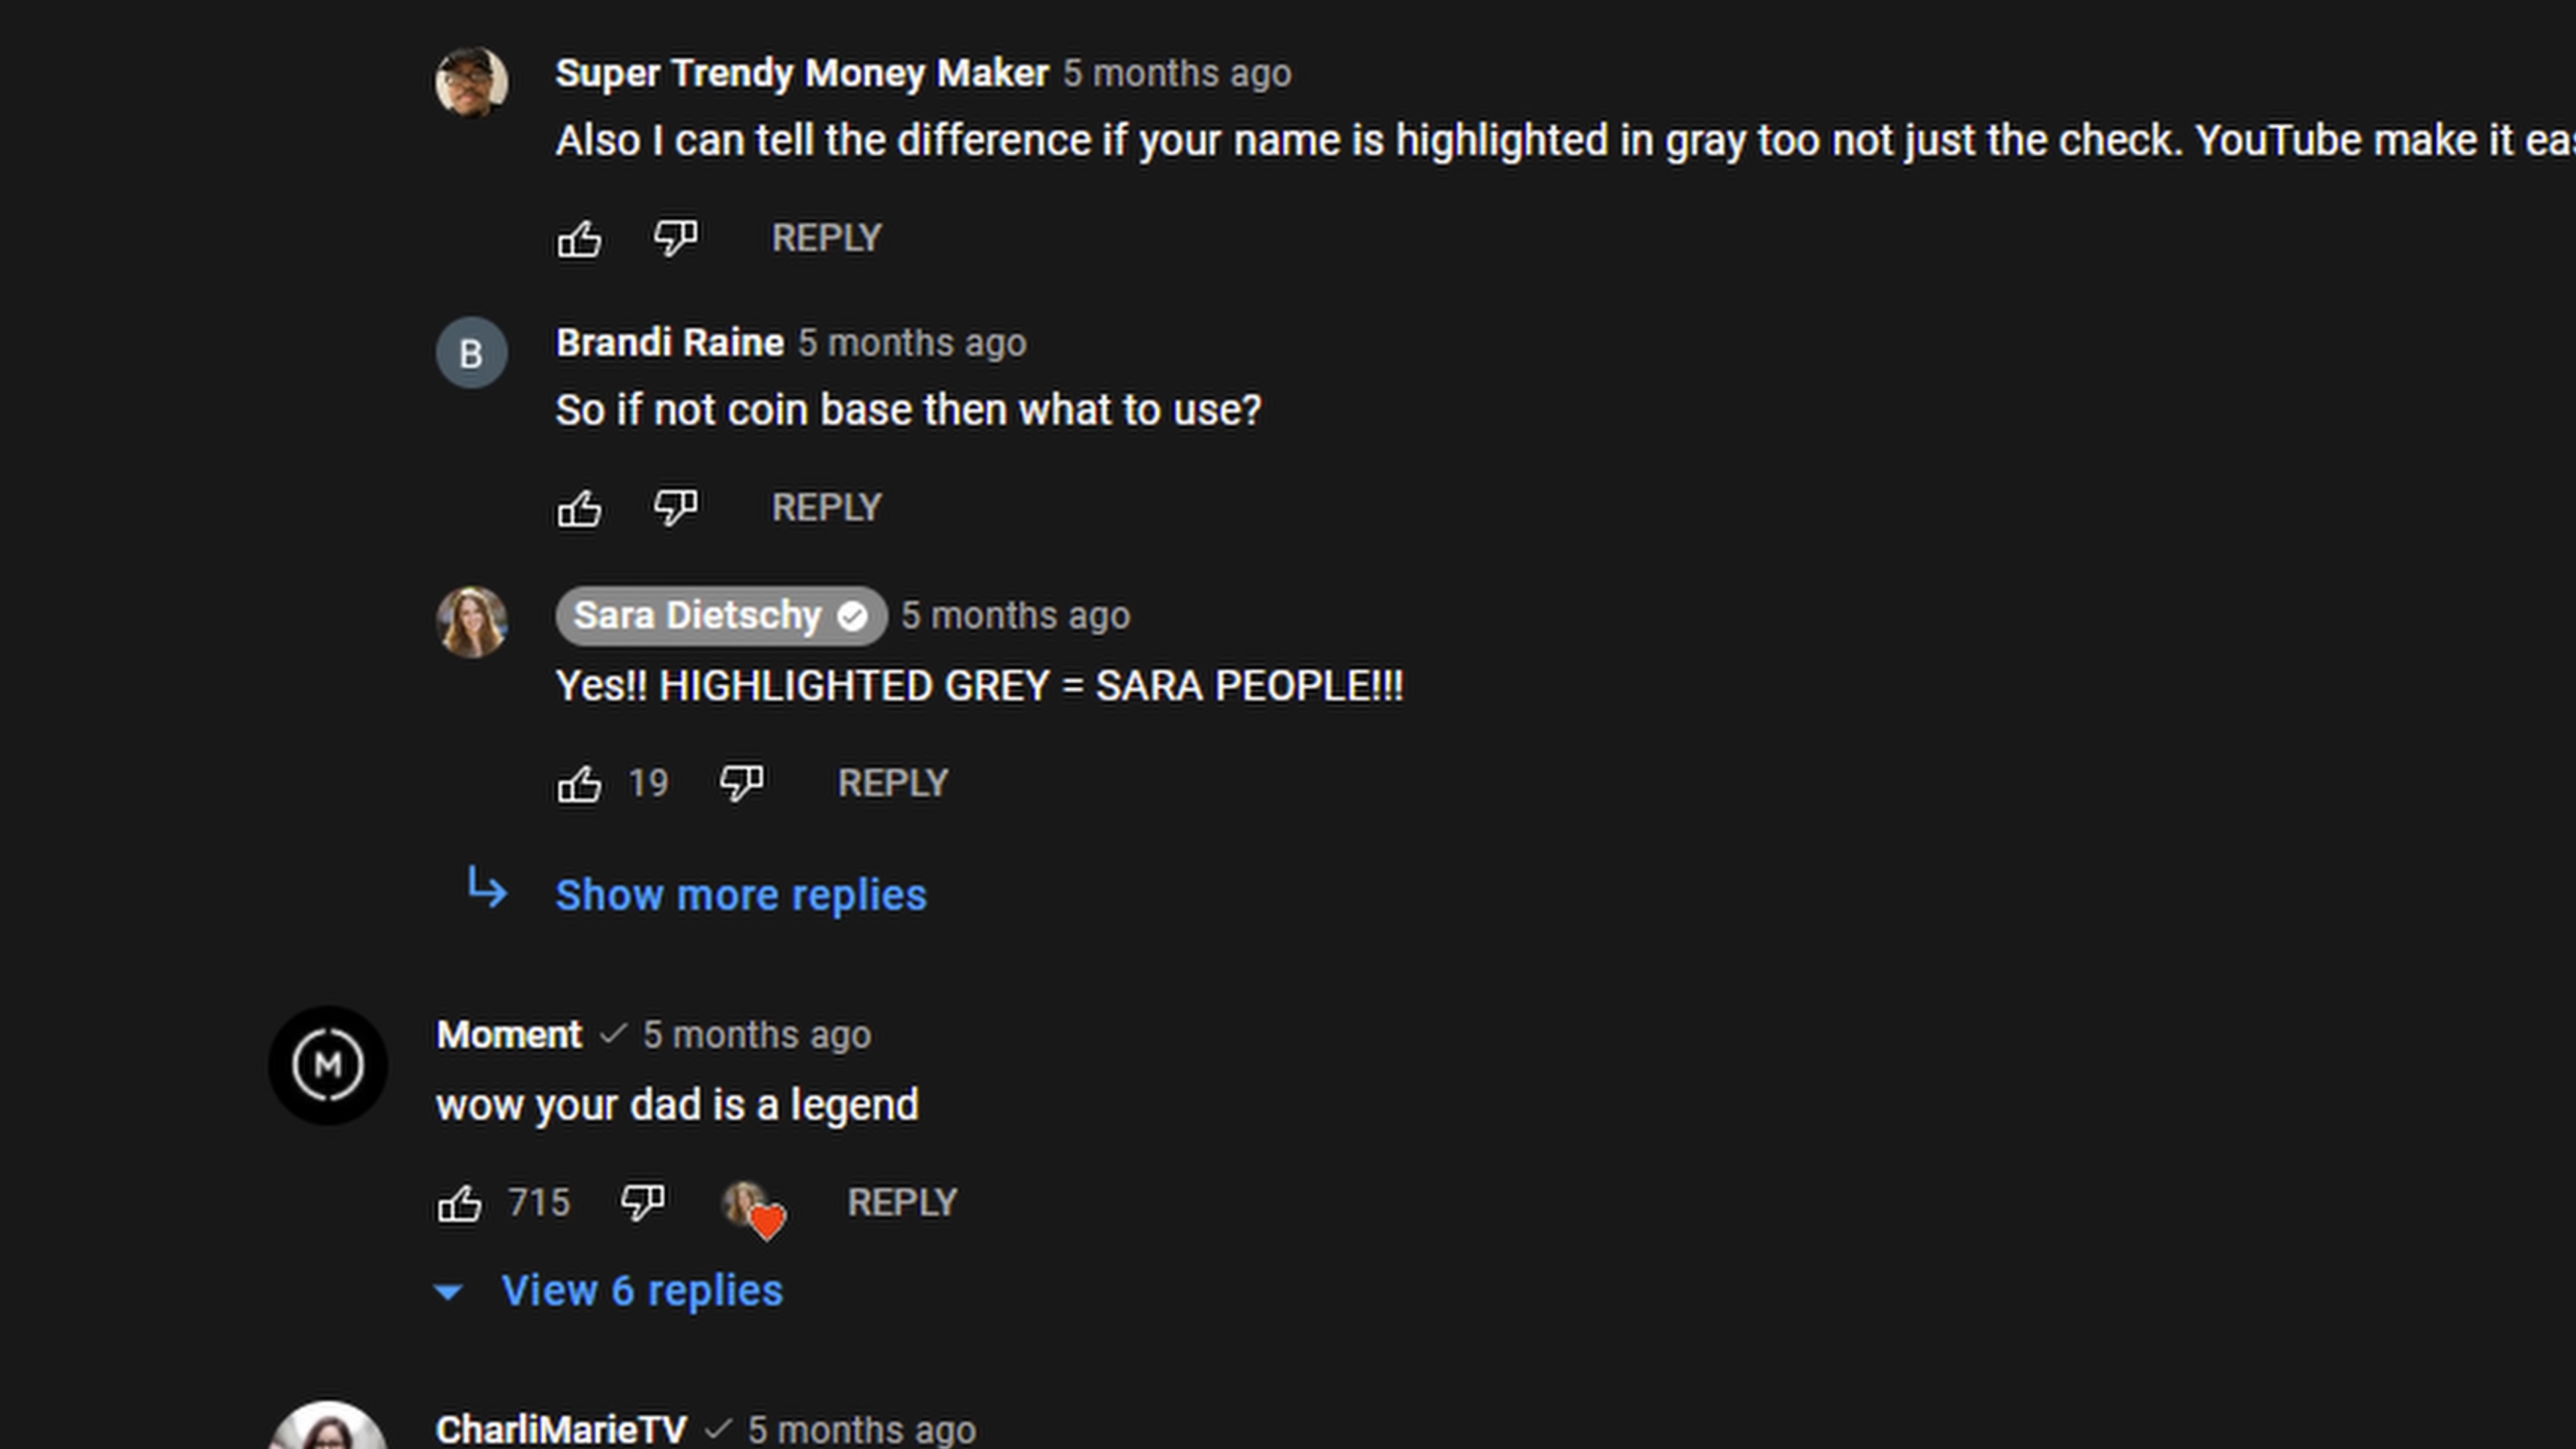 Super Trendy Money Maker 5 months ago
Also I can tell the difference if your name is highlighted in gray too not just the check. YouTube make it
REPLY
B
Brandi Raine 5 months ago
So if not coin base then what to use?
REPLY
Sara Dietschy 5 months ago
Yes!! HIGHLIGHTED GREY = SARA PEOPLE!!!
19 REPLY
Show more replies
M
Moment 5 months ago
wow your dad is a legend
715 REPLY
View 6 replies
CharliMarieTV 5 months ago